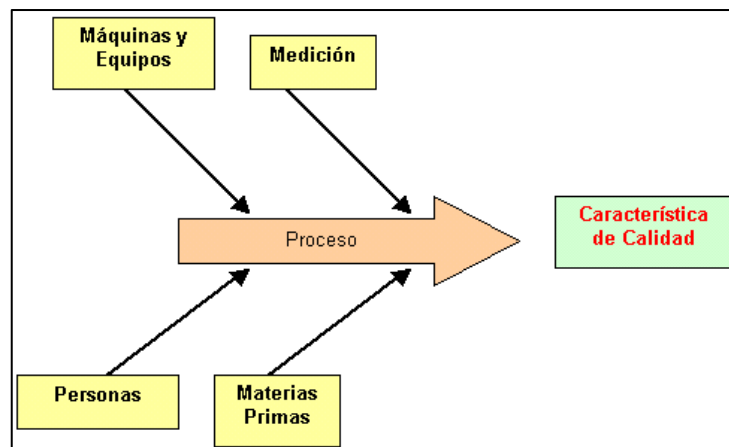 Máquinas y
Equipos
Medición
Proceso
Característica
de Calidad
Personas
Materias
Primas